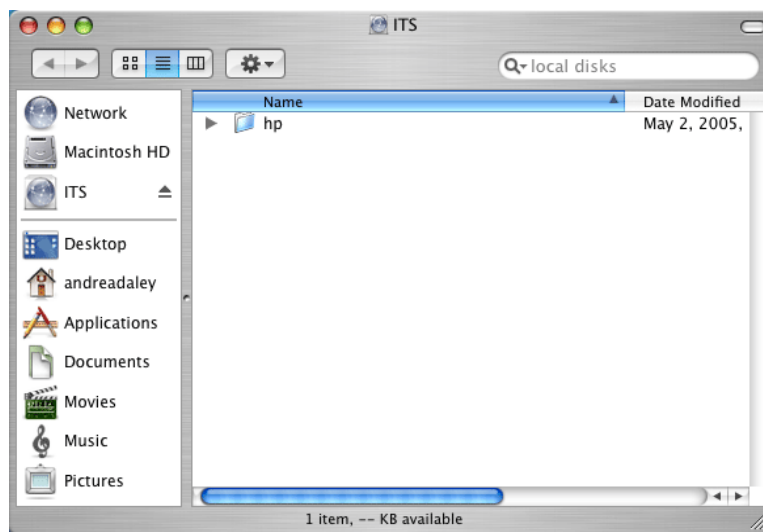 ITS
local disks
Name
Date Modified
Network
Macintosh HD
ITS
Desktop
andreadaley
Applications
Documents
Movies
Music
Pictures
hp
May 2, 2005,
1 item, -- KB available